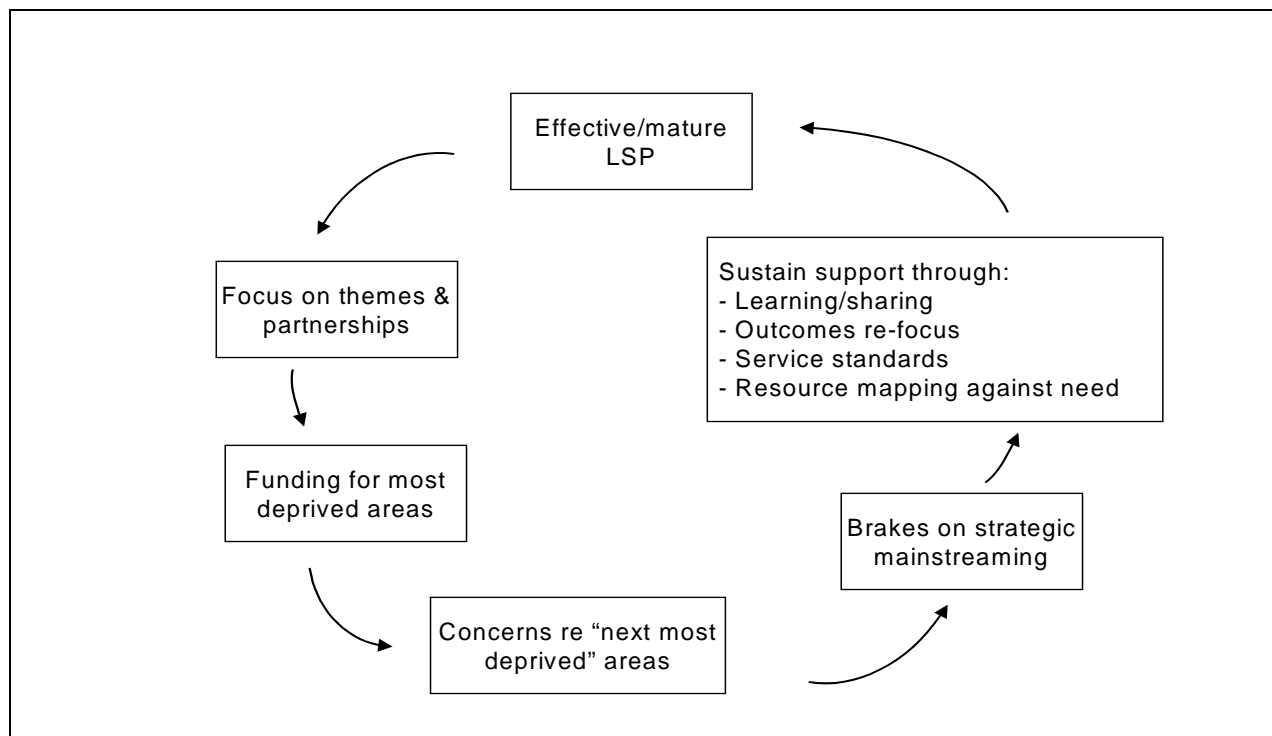 Effective/mature
LSP
Focus on themes &
partnerships
Funding for most
deprived areas
Concerns re “next most
deprived” areas
Brakes on strategic
mainstreaming
Sustain support through:
- Learning/sharing
- Outcomes re-focus
- Service standards
- Resource mapping against need